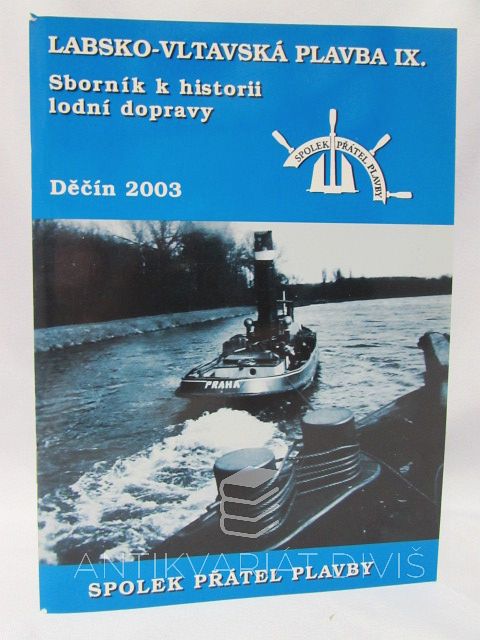 LABSKO-VLTAVSKÁ PLAVBA IX.
Sborník k historii
lodní dopravy
SPOLEK PŘÁTEL PLAVBY
Děčín 2003
PRAHA
ANTIKVARIÁT DIVIŠ
SPOLEK PŘÁTEL PLAVBY